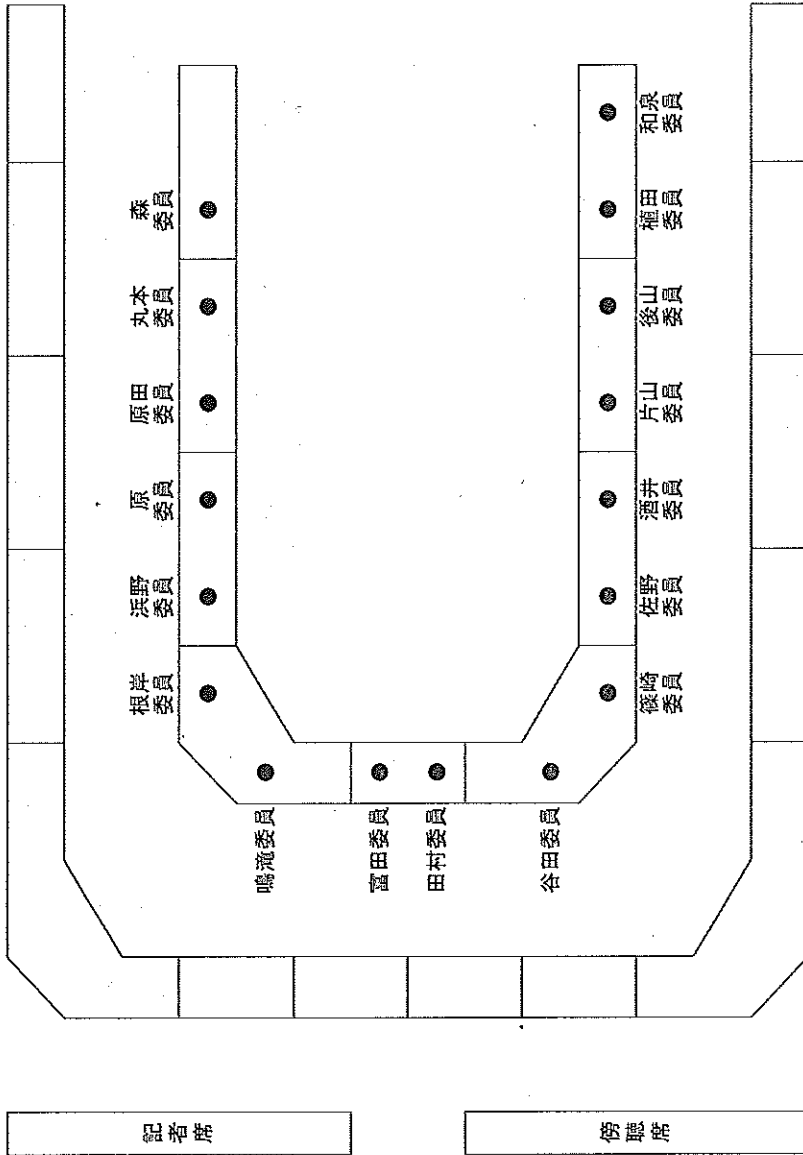 森
委員
丸本
委員
原田
委員
原
委員
浜野
委員
根岸
委員
鳴滝委員
富田委員
田村委員
谷田委員
篠崎
委員
佐野
委員
酒井
委員
片山
委員
後山
委員
植田
委員
和泉
委員
記者席
傍聴席